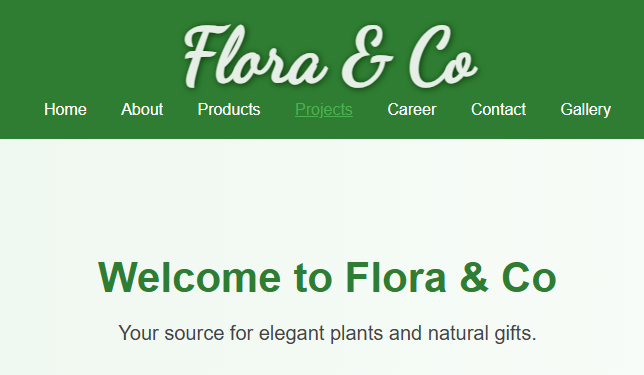 Flora & Co
Home About Products Projects Career Contact Gallery
Welcome to Flora & Co
Your source for elegant plants and natural gifts.